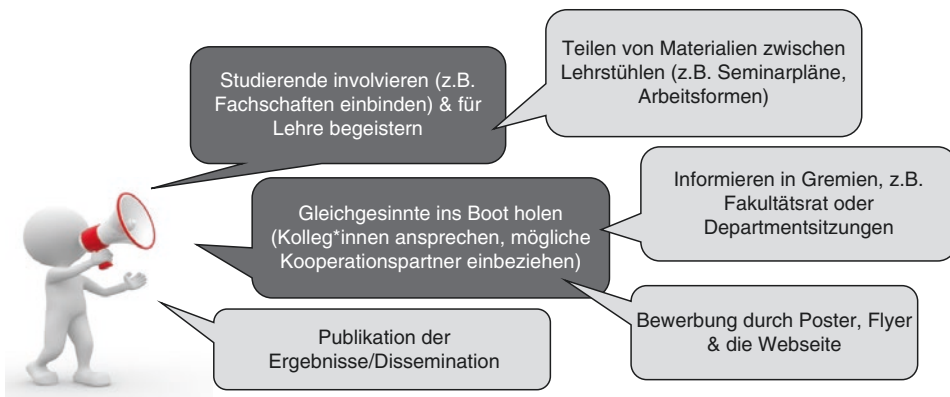 Studierende involvieren (z.B.
Fachschaften einbinden) & für
Lehre begeistern
Teilen von Materialien zwischen
Lehrstühlen (z.B. Seminarpläne,
Arbeitsformen)
Gleichgesinnte ins Boot holen
(Kolleg*innen ansprechen, mögliche
Kooperationspartner einbeziehen)
Informieren in Gremien, z.B.
Fakultätsrat oder
Departmentsitzungen
Publikation der
Ergebnisse/Dissemination
Bewerbung durch Poster, Flyer
& die Webseite